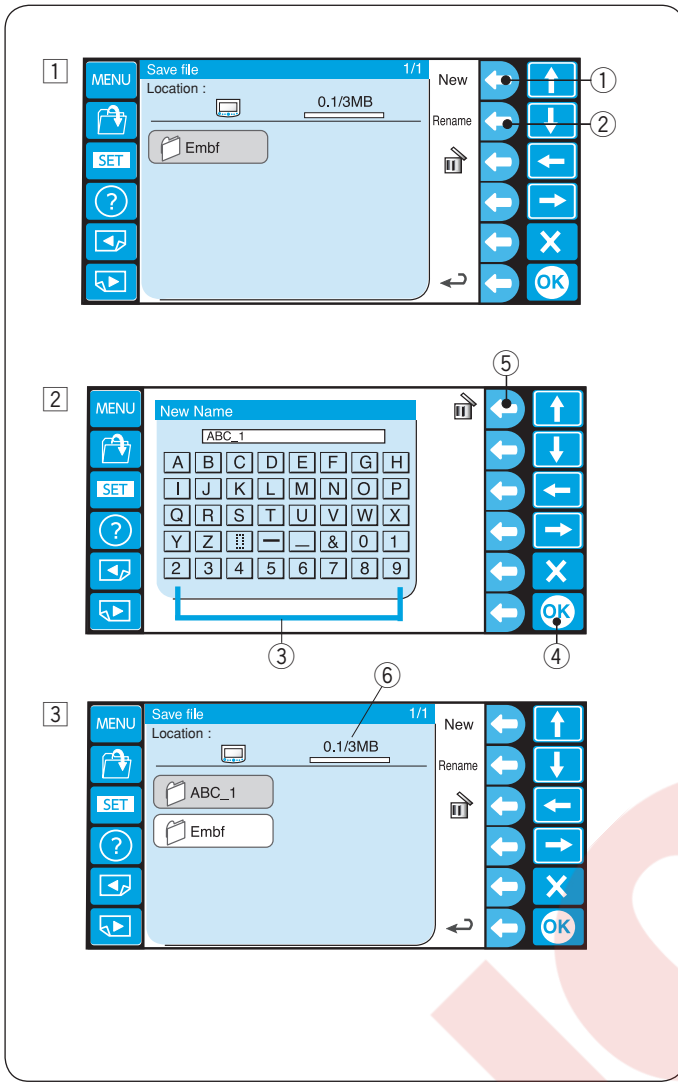 1
MENU
Save file 1/1
Location :
0.1/3MB
New
1
Rename
2
Embf
SET
?
OK
5
2
MENU
New Name
ABC_1
A B C D E F G H
I J K L M N O P
SET
Q R S T U V W X
?
Y Z — _ & 0 1
2 3 4 5 6 7 8 9
OK
3
4
6
3
MENU
Save file 1/1
Location :
0.1/3MB
New
Rename
ABC_1
SET
Embf
?
OK